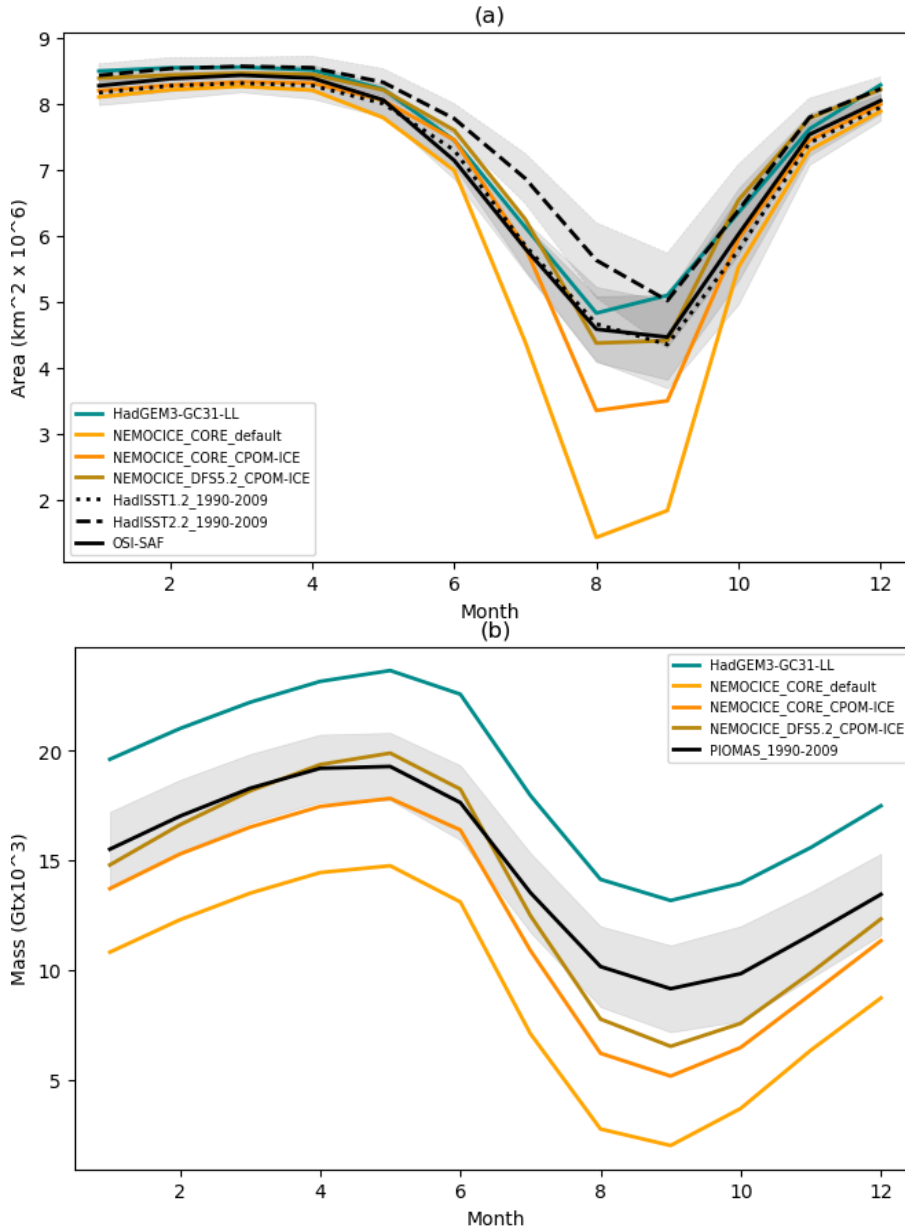 (a)
9
8
7
6
5
4
3
2
Area (km^2 x 10^6)
HadGEM3-GC31-LL
NEMOCICE_CORE_default
NEMOCICE_CORE_CPOM-ICE
NEMOCICE_DFS5.2_CPOM-ICE
HadISST1.2_1990-2009
HadISST2.2_1990-2009
OSI-SAF
2 4 6 8 10 12
Month
(b)
HadGEM3-GC31-LL
NEMOCICE_CORE_default
NEMOCICE_CORE_CPOM-ICE
NEMOCICE_DFS5.2_CPOM-ICE
PIOMAS_1990-2009
20
15
10
5
Mass (Gtx10^3)
2 4 6 8 10 12
Month